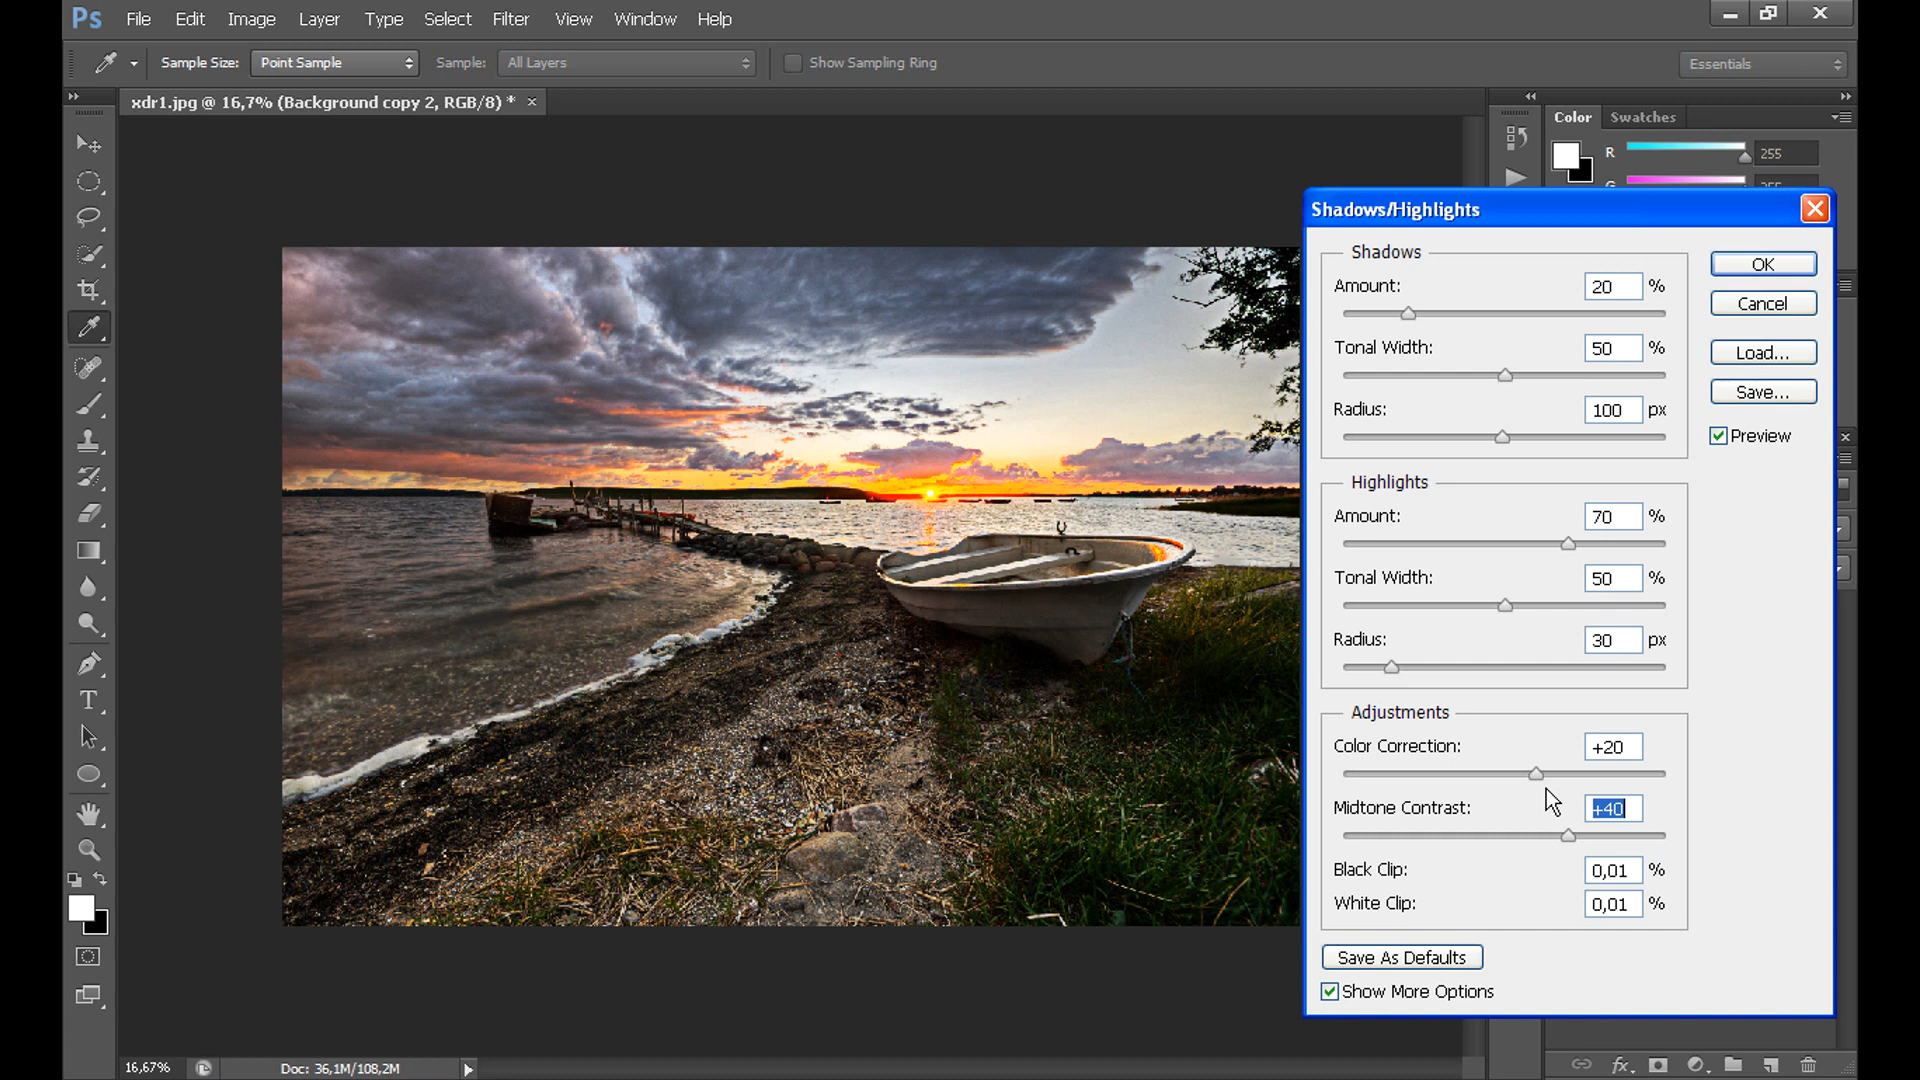 Ps File Edit Image Layer Type Select Filter View Window Help
Sample Size: Point Sample Sample: All Layers Show Sampling Ring Essentials
xdr1.jpg @ 16,7% (Background copy 2, RGB/8) * ×
Color Swatches
R 255
Shadows/Highlights
Shadows
Amount: 20 %
Tonal Width: 50 %
Radius: 100 px
Highlights
Amount: 70 %
Tonal Width: 50 %
Radius: 30 px
Adjustments
Color Correction: +20
Midtone Contrast: +40
Black Clip: 0,01 %
White Clip: 0,01 %
Save As Defaults
Show More Options
OK
Cancel
Load...
Save...
Preview
T
16,67% Doc: 36,1M/108,2M
fx